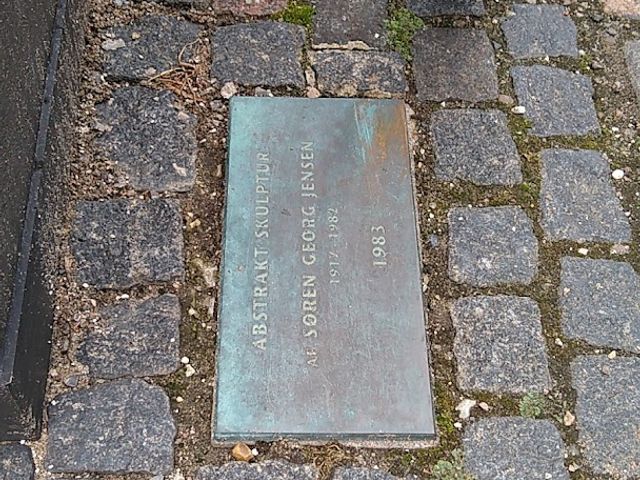 ABSTRAKT SKULPTUR
AF SØREN GEORG JENSEN
1917-1982
1983